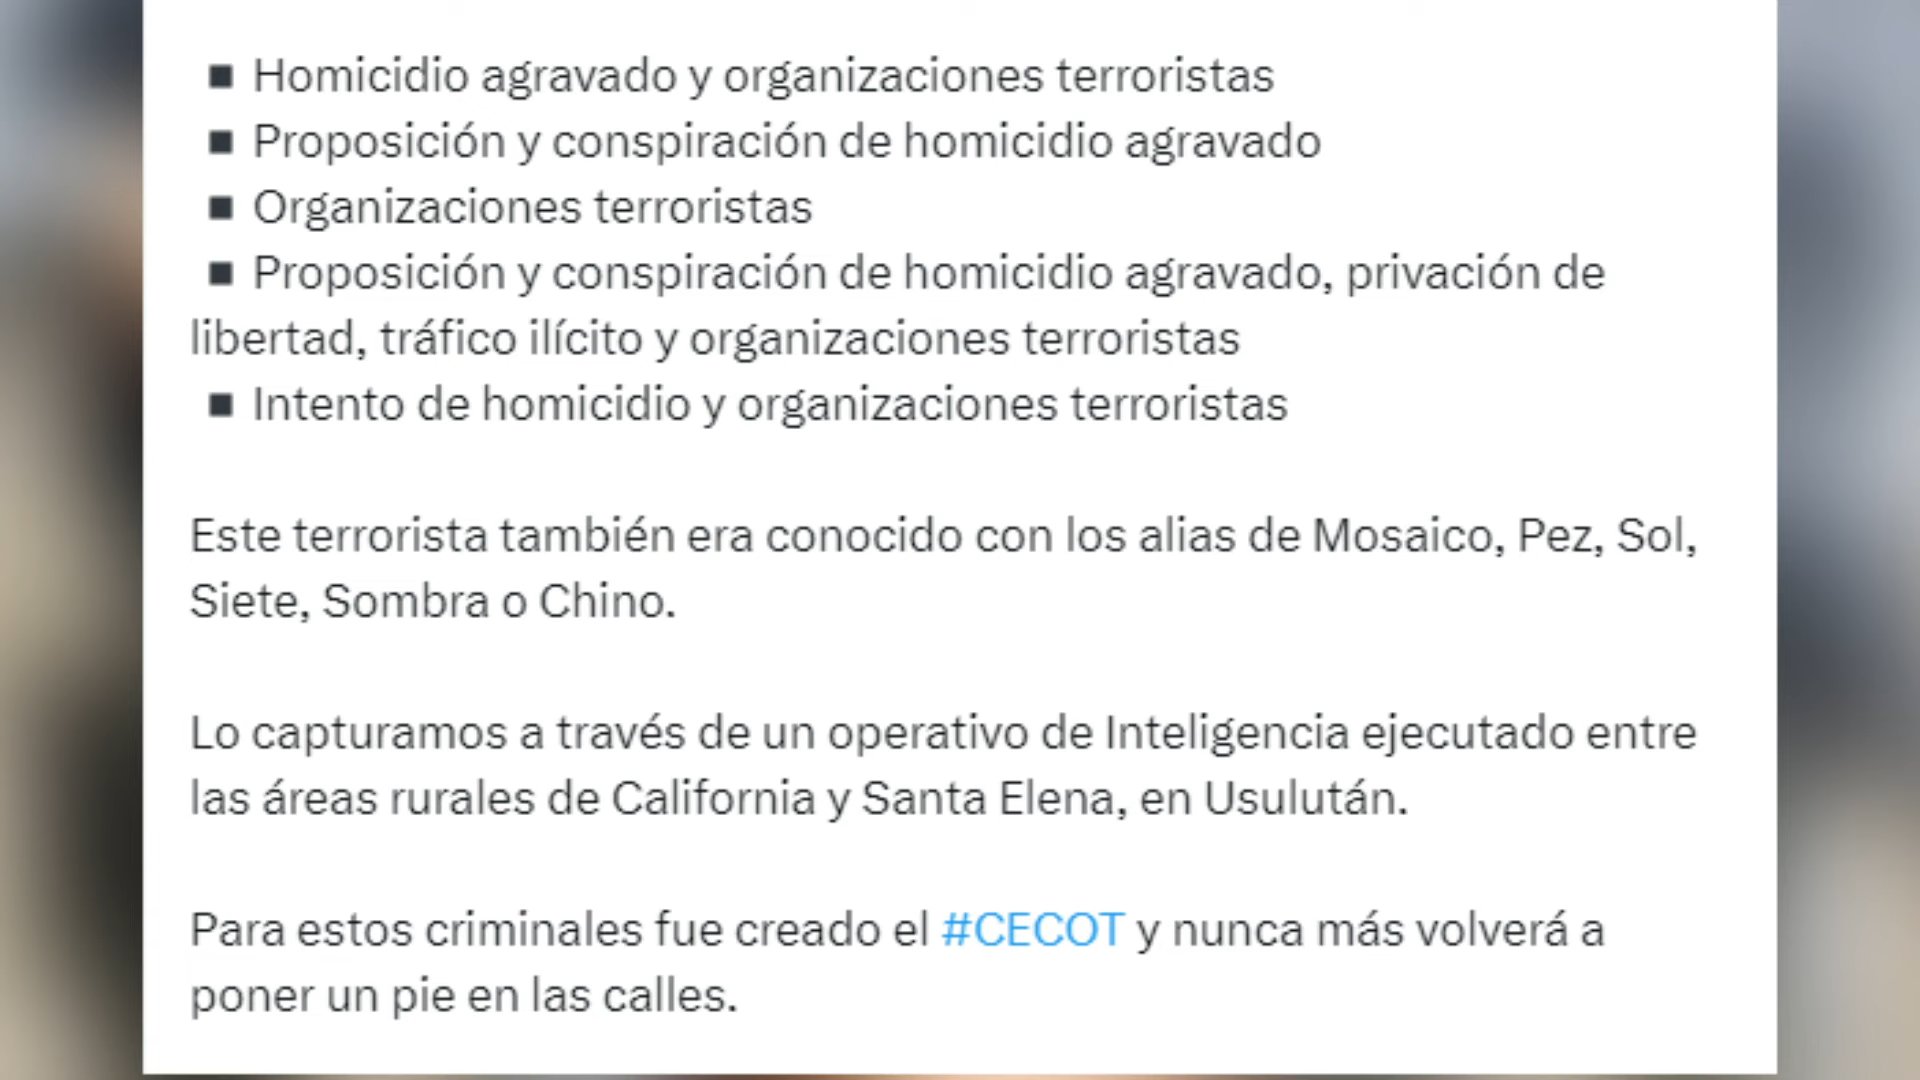 ▪ Homicidio agravado y organizaciones terroristas
▪ Proposición y conspiración de homicidio agravado
▪ Organizaciones terroristas
▪ Proposición y conspiración de homicidio agravado, privación de
libertad, tráfico ilícito y organizaciones terroristas
▪ Intento de homicidio y organizaciones terroristas
Este terrorista también era conocido con los alias de Mosaico, Pez, Sol,
Siete, Sombra o Chino.
Lo capturamos a través de un operativo de Inteligencia ejecutado entre
las áreas rurales de California y Santa Elena, en Usulután.
Para estos criminales fue creado el #CECOT y nunca más volverá a
poner un pie en las calles.